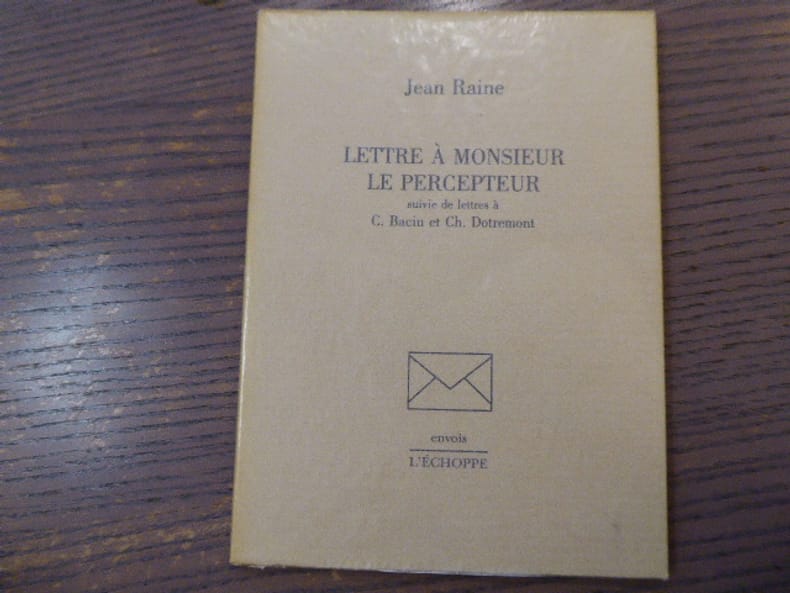 Jean Raine
LETTRE À MONSIEUR
LE PERCEPTEUR
suivie de lettres à
C. Baciu et Ch. Dotremont
envois
L'ÉCHOPPE